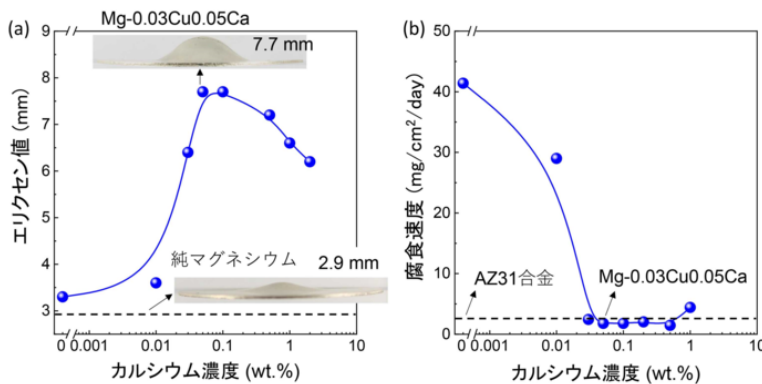 Mg-0.03Cu0.05Ca
(a)
7.7 mm
純マグネシウム
2.9 mm
エリクセン値 (mm)
9
8
7
6
5
4
3
0 0.001 0.01 0.1 1 10
カルシウム濃度 (wt.%)
(b)
AZ31合金
Mg-0.03Cu0.05Ca
腐食速度 (mg/cm²/day)
50
40
30
20
10
0
0 0.001 0.01 0.1 1 10
カルシウム濃度 (wt.%)